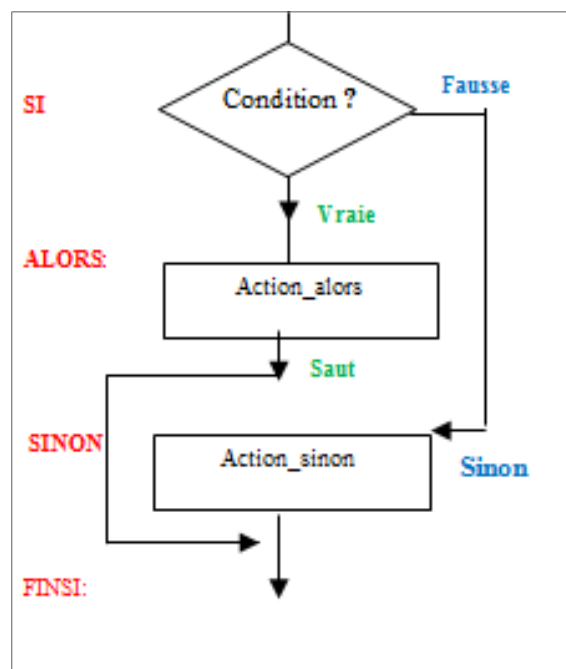 Condition ?
Fausse
SI
Vraie
ALORS:
Action_alors
Saut
SINON
Action_sinon
Sinon
FINSI: